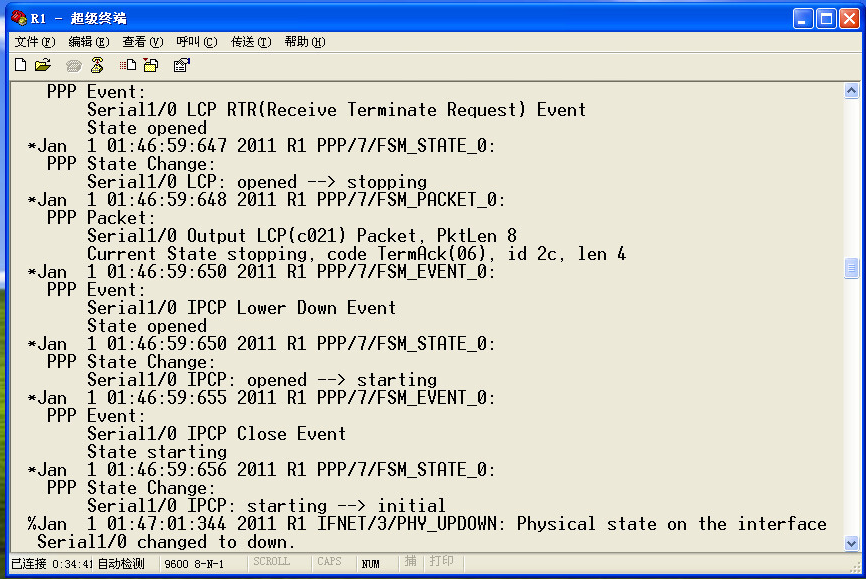 R1 - 超级终端
文件(F) 编辑(E) 查看(V) 呼叫(C) 传送(T) 帮助(H)
PPP Event:
Serial1/0 LCP RTR(Receive Terminate Request) Event
State opened
*Jan  1 01:46:59:647 2011 R1 PPP/7/FSM_STATE_0:
PPP State Change:
Serial1/0 LCP: opened --> stopping
*Jan  1 01:46:59:648 2011 R1 PPP/7/FSM_PACKET_0:
PPP Packet:
Serial1/0 Output LCP(c021) Packet, PktLen 8
Current State stopping, code TermAck(06), id 2c, len 4
*Jan  1 01:46:59:650 2011 R1 PPP/7/FSM_EVENT_0:
PPP Event:
Serial1/0 IPCP Lower Down Event
State opened
*Jan  1 01:46:59:650 2011 R1 PPP/7/FSM_STATE_0:
PPP State Change:
Serial1/0 IPCP: opened --> starting
*Jan  1 01:46:59:655 2011 R1 PPP/7/FSM_EVENT_0:
PPP Event:
Serial1/0 IPCP Close Event
State starting
*Jan  1 01:46:59:656 2011 R1 PPP/7/FSM_STATE_0:
PPP State Change:
Serial1/0 IPCP: starting --> initial
%Jan  1 01:47:01:344 2011 R1 IFNET/3/PHY_UPDOWN: Physical state on the interface
Serial1/0 changed to down.
已连接 0:34:41 自动检测 9600 8-N-1 SCROLL CAPS NUM 捕 打印